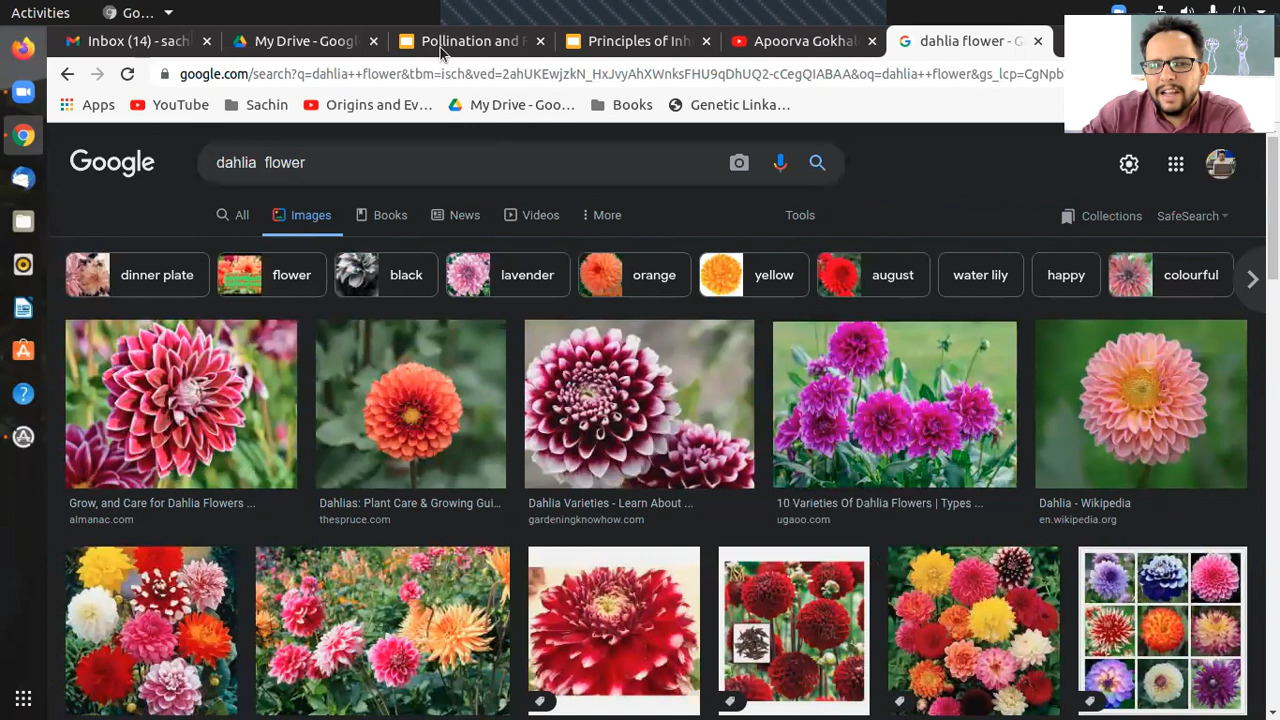 Activities
Go...
Inbox (14) - sach
My Drive - Googl
Pollination and F
Principles of Inh
Apoorva Gokhal
dahlia flower - G
google.com/search?q=dahlia++flower&tbm=isch&ved=2ahUKEwjzkN_HxJvyAhXWnksFHU9qDhUQ2-cCegQIABAA&oq=dahlia++flower&gs_lcp=CgNpb
Apps
YouTube
Sachin
Origins and Ev...
My Drive - Goo...
Books
Genetic Linka...
Google
dahlia flower
All
Images
Books
News
Videos
More
Tools
Collections
SafeSearch
dinner plate
flower
black
lavender
orange
yellow
august
water lily
happy
colourful
Grow, and Care for Dahlia Flowers ...
almanac.com
Dahlias: Plant Care & Growing Gui...
thespruce.com
Dahlia Varieties - Learn About ...
gardeningknowhow.com
10 Varieties Of Dahlia Flowers | Types ...
ugaoo.com
Dahlia - Wikipedia
en.wikipedia.org